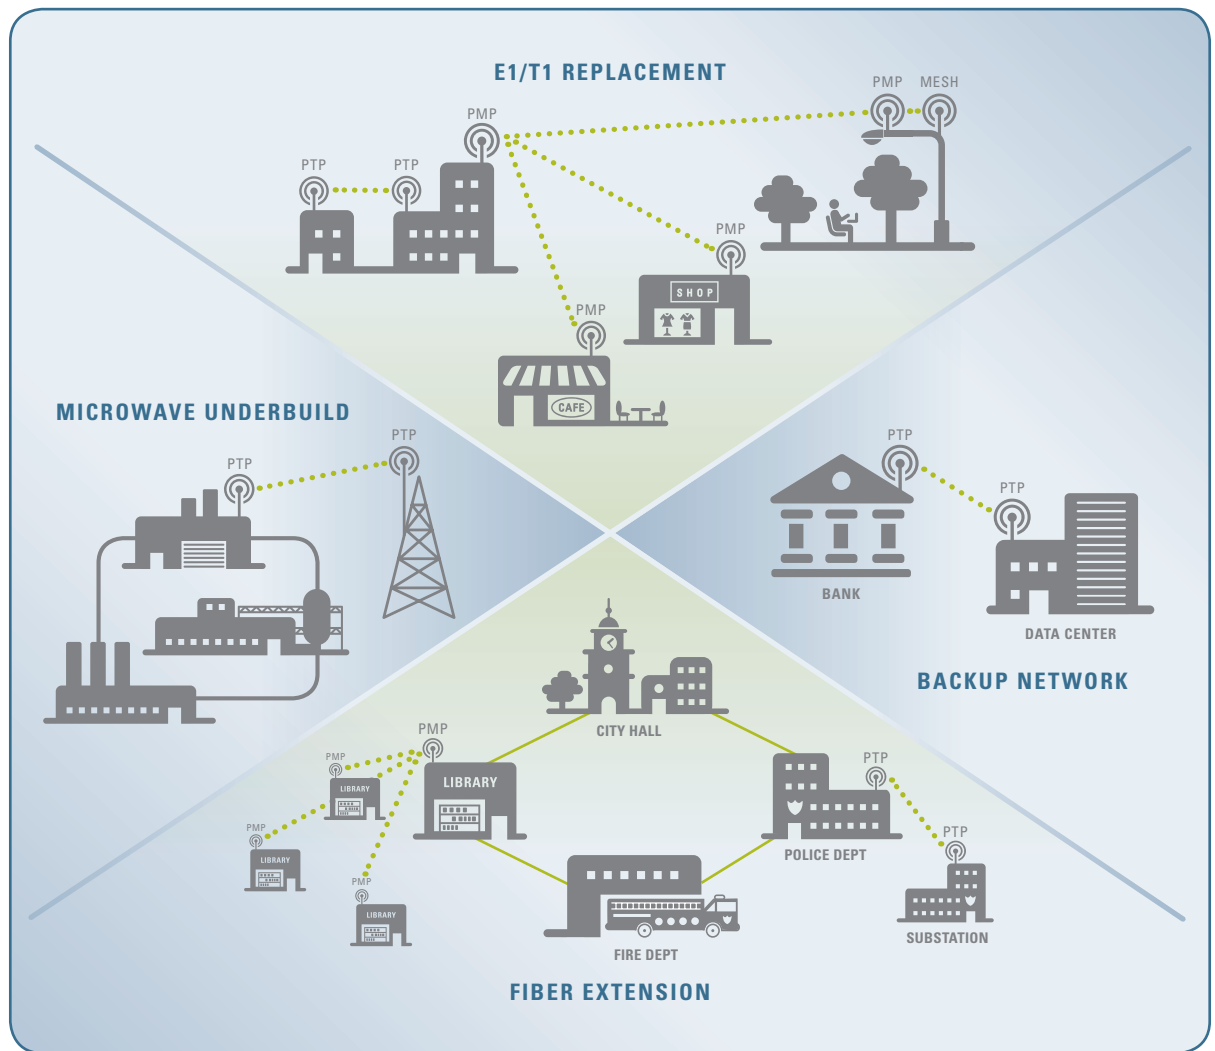 E1/T1 REPLACEMENT
PMP
MESH
PMP
PTP
PTP
PMP
SHOP
PMP
CAFE
MICROWAVE UNDERBUILD
PTP
PTP
PTP
PTP
BANK
DATA CENTER
BACKUP NETWORK
CITY HALL
PMP
PMP
LIBRARY
LIBRARY
PMP
LIBRARY
PMP
LIBRARY
PTP
POLICE DEPT
PTP
SUBSTATION
FIRE DEPT
FIBER EXTENSION